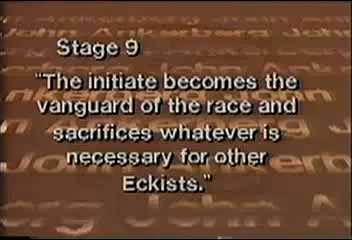 Stage 9
"The initiate becomes the
vanguard of the race and
sacrifices whatever is
necessary for other
Eckists."